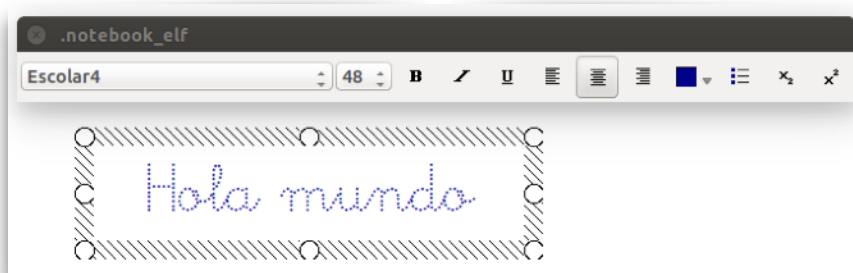 .notebook_elf
Escolar4 48 B I U x₂ x²
Hola mundo